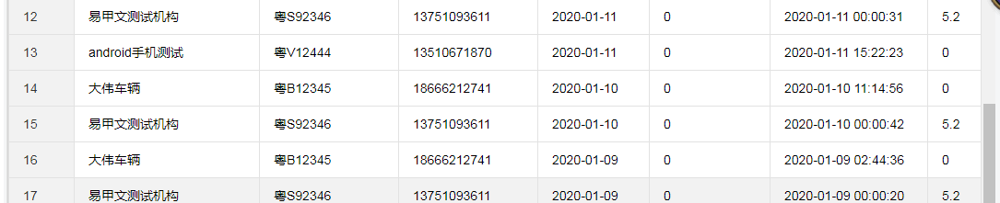 12 易甲文测试机构 粤S92346 13751093611 2020-01-11 0 2020-01-11 00:00:31 5.2
13 android手机测试 粤V12444 13510671870 2020-01-11 0 2020-01-11 15:22:23 0
14 大伟车辆 粤B12345 18666212741 2020-01-10 0 2020-01-10 11:14:56 0
15 易甲文测试机构 粤S92346 13751093611 2020-01-10 0 2020-01-10 00:00:42 5.2
16 大伟车辆 粤B12345 18666212741 2020-01-09 0 2020-01-09 02:44:36 0
17 易甲文测试机构 粤S92346 13751093611 2020-01-09 0 2020-01-09 00:00:20 5.2